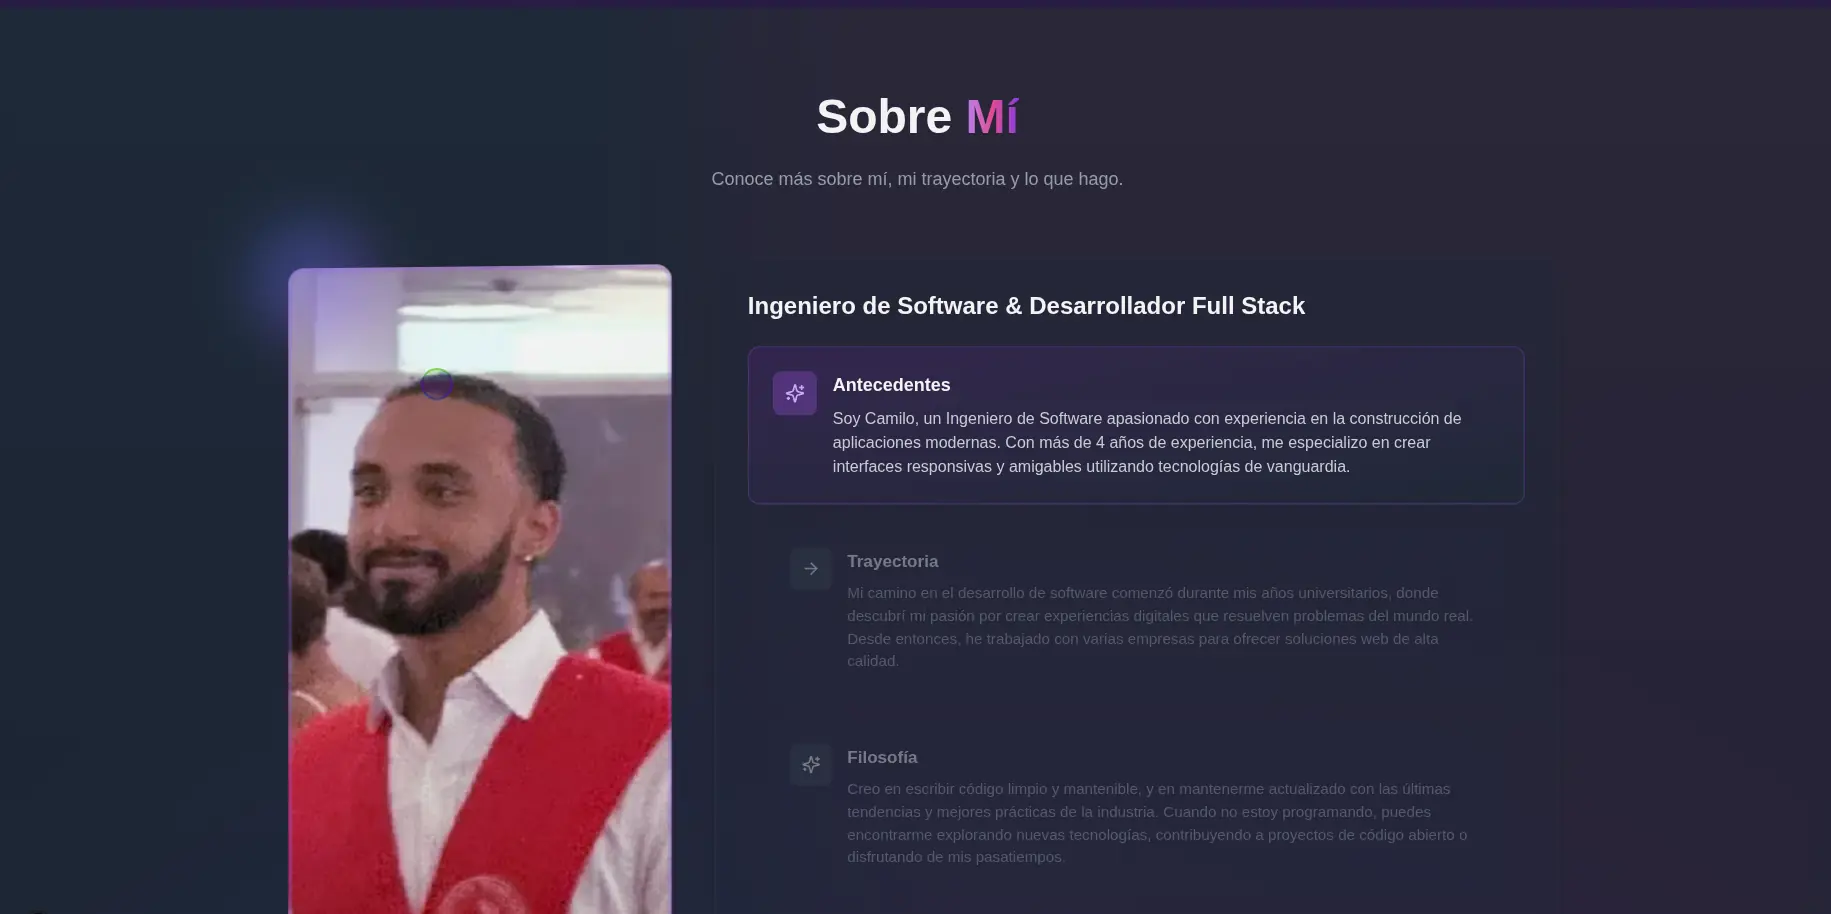 Sobre Mí
Conoce más sobre mí, mi trayectoria y lo que hago.
Ingeniero de Software & Desarrollador Full Stack
Antecedentes
Soy Camilo, un Ingeniero de Software apasionado con experiencia en la construcción de
aplicaciones modernas. Con más de 4 años de experiencia, me especializo en crear
interfaces responsivas y amigables utilizando tecnologías de vanguardia.
Trayectoria
Mi camino en el desarrollo de software comenzó durante mis años universitarios, donde
descubrí mi pasión por crear experiencias digitales que resuelven problemas del mundo real.
Desde entonces, he trabajado con varias empresas para ofrecer soluciones web de alta
calidad.
Filosofía
Creo en escribir código limpio y mantenible, y en mantenerme actualizado con las últimas
tendencias y mejores prácticas de la industria. Cuando no estoy programando, puedes
encontrarme explorando nuevas tecnologías, contribuyendo a proyectos de código abierto o
disfrutando de mis pasatiempos.